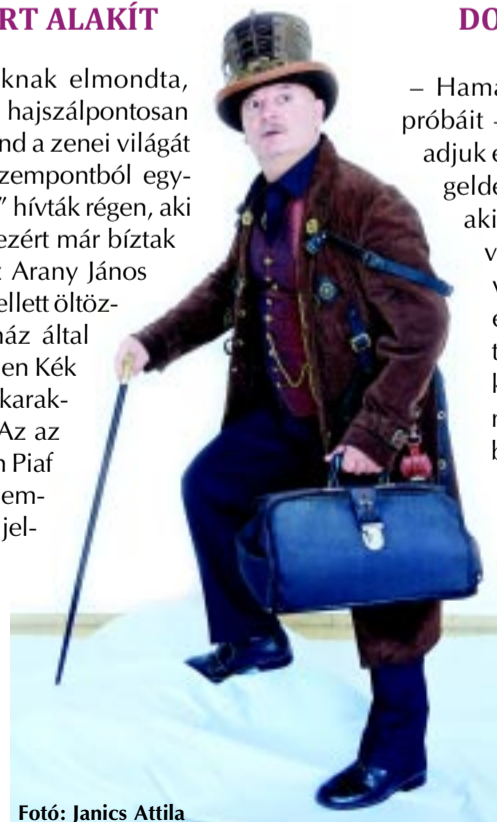 RT ALAKÍT
knak elmondta,
hajszálpontosan
nd a zenei világát
zempontból egy-
” hívták régen, aki
ezért már bíztak
Arany János
ellett öltöz-
ház által
en Kék
karak-
Az az
n Piaf
em-
jel-
DO
– Hama
próbáit –
adjuk e
gelde
aki
v
v
e
t
k
r
b
Fotó: Janics Attila